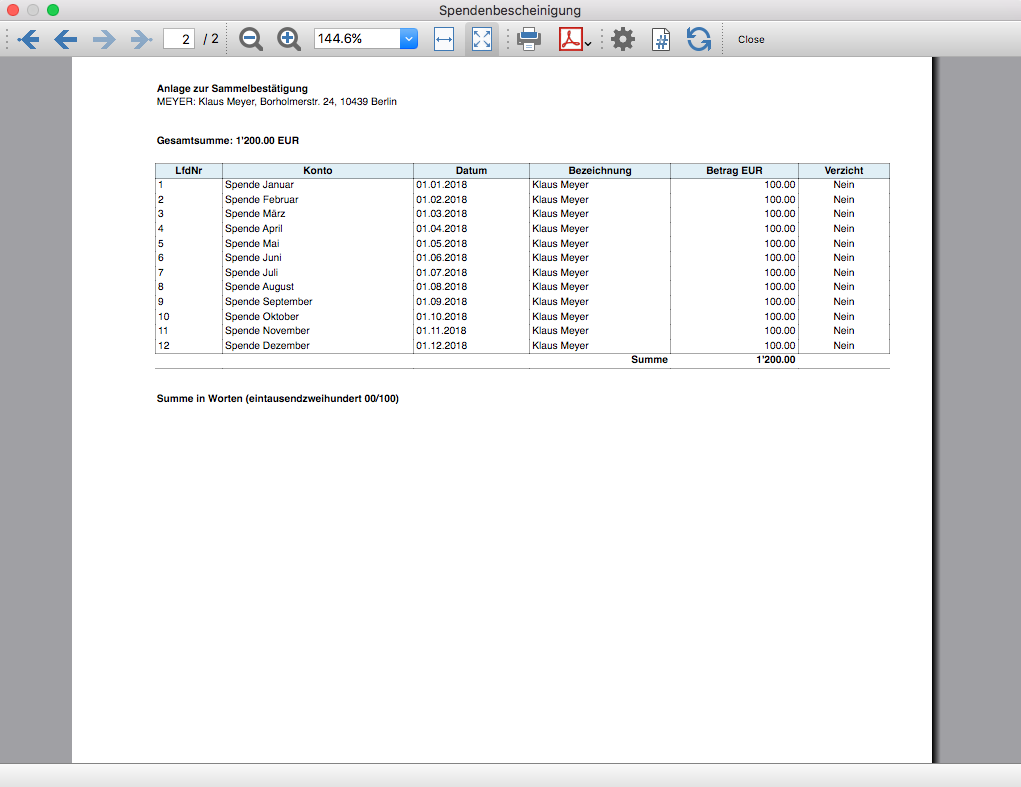 Spendenbescheinigung
2 / 2 144.6% Close
Anlage zur Sammelbestätigung
MEYER: Klaus Meyer, Borholmerstr. 24, 10439 Berlin
Gesamtsumme: 1'200.00 EUR
LfdNr Konto Datum Bezeichnung Betrag EUR Verzicht
1 Spende Januar 01.01.2018 Klaus Meyer 100.00 Nein
2 Spende Februar 01.02.2018 Klaus Meyer 100.00 Nein
3 Spende März 01.03.2018 Klaus Meyer 100.00 Nein
4 Spende April 01.04.2018 Klaus Meyer 100.00 Nein
5 Spende Mai 01.05.2018 Klaus Meyer 100.00 Nein
6 Spende Juni 01.06.2018 Klaus Meyer 100.00 Nein
7 Spende Juli 01.07.2018 Klaus Meyer 100.00 Nein
8 Spende August 01.08.2018 Klaus Meyer 100.00 Nein
9 Spende September 01.09.2018 Klaus Meyer 100.00 Nein
10 Spende Oktober 01.10.2018 Klaus Meyer 100.00 Nein
11 Spende November 01.11.2018 Klaus Meyer 100.00 Nein
12 Spende Dezember 01.12.2018 Klaus Meyer 100.00 Nein
Summe 1'200.00
Summe in Worten (eintausendzweihundert 00/100)